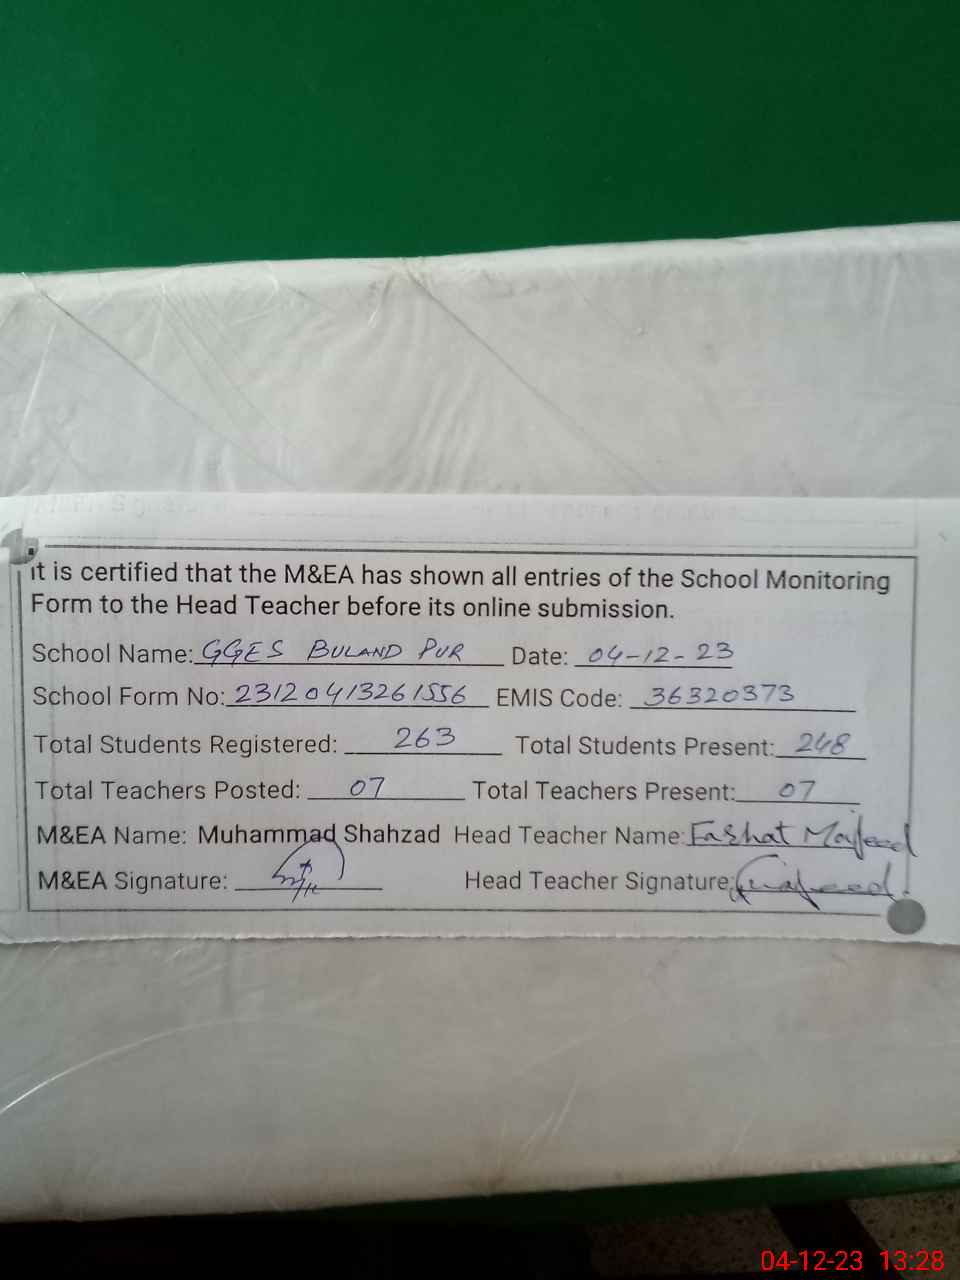 It is certified that the M&EA has shown all entries of the School Monitoring
Form to the Head Teacher before its online submission.
School Name: GGES BULAND PUR Date: 04-12-23
School Form No: 23120413261556 EMIS Code: 36320373
Total Students Registered: 263 Total Students Present: 248
Total Teachers Posted: 07 Total Teachers Present: 07
M&EA Name: Muhammad Shahzad Head Teacher Name: Farhat Majeed
M&EA Signature: Head Teacher Signature:
04-12-23 13:28